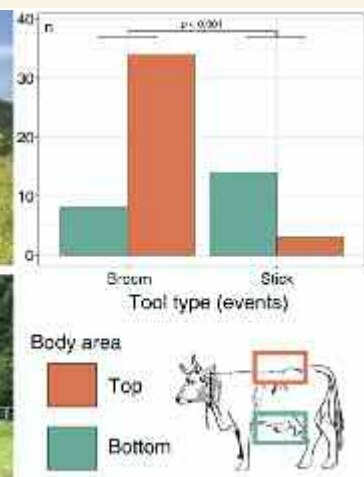 40
n
p < 0.001
30
20
10
0
Broom
Stick
Tool type (events)
Body area
Top
Bottom